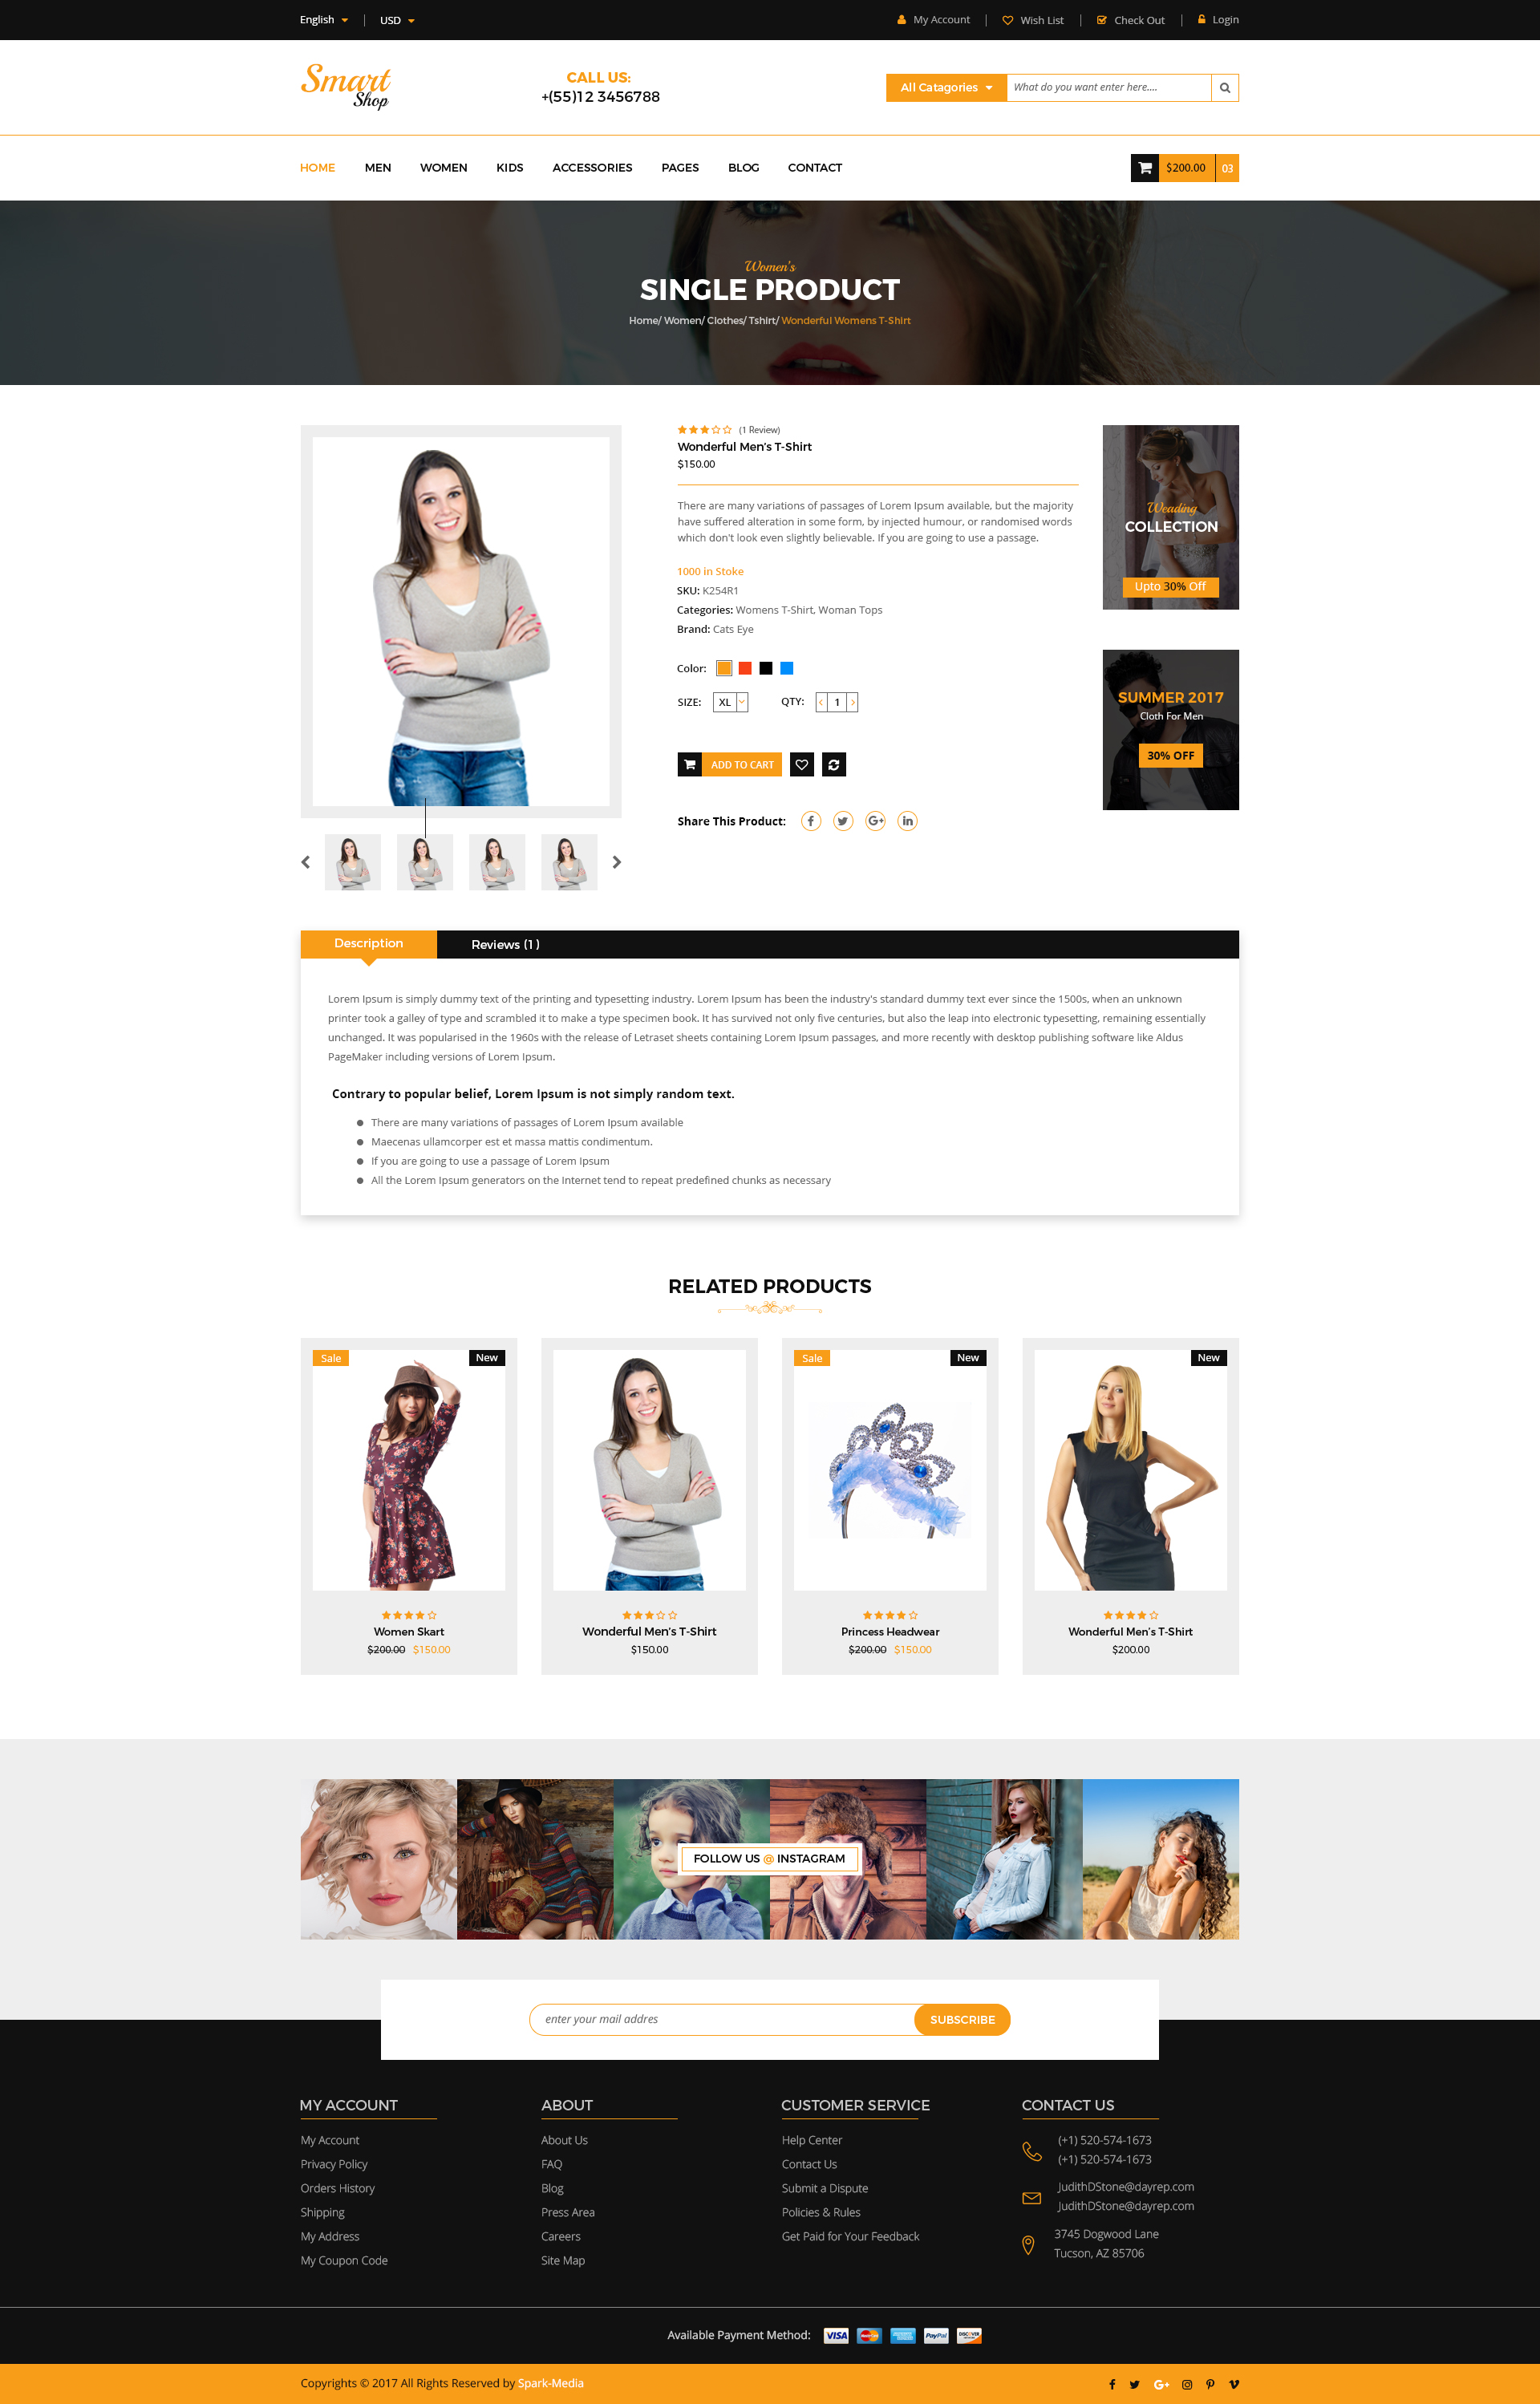 English
USD
My Account
Wish List
Check Out
Login
Smart
Shop
CALL US:
+(55)12 3456788
All Catagories
What do you want enter here....
HOME
MEN
WOMEN
KIDS
ACCESSORIES
PAGES
BLOG
CONTACT
$200.00
03
Women's
SINGLE PRODUCT
Home/ Women/ Clothes/ Tshirt/ Wonderful Womens T-Shirt
(1 Review)
Wonderful Men's T-Shirt
$150.00
There are many variations of passages of Lorem Ipsum available, but the majority
have suffered alteration in some form, by injected humour, or randomised words
which don't look even slightly believable. If you are going to use a passage.
1000 in Stoke
SKU: K254R1
Categories: Womens T-Shirt, Woman Tops
Brand: Cats Eye
Color:
SIZE: XL
QTY: 1
ADD TO CART
Share This Product:
Weading
COLLECTION
Upto 30% Off
SUMMER 2017
Cloth For Men
30% OFF
Description
Reviews (1)
Lorem Ipsum is simply dummy text of the printing and typesetting industry. Lorem Ipsum has been the industry's standard dummy text ever since the 1500s, when an unknown
printer took a galley of type and scrambled it to make a type specimen book. It has survived not only five centuries, but also the leap into electronic typesetting, remaining essentially
unchanged. It was popularised in the 1960s with the release of Letraset sheets containing Lorem Ipsum passages, and more recently with desktop publishing software like Aldus
PageMaker including versions of Lorem Ipsum.
Contrary to popular belief, Lorem Ipsum is not simply random text.
There are many variations of passages of Lorem Ipsum available
Maecenas ullamcorper est et massa mattis condimentum.
If you are going to use a passage of Lorem Ipsum
All the Lorem Ipsum generators on the Internet tend to repeat predefined chunks as necessary
RELATED PRODUCTS
Sale
New
Women Skart
$200.00 $150.00
Wonderful Men's T-Shirt
$150.00
Sale
New
Princess Headwear
$200.00 $150.00
New
Wonderful Men's T-Shirt
$200.00
FOLLOW US @ INSTAGRAM
enter your mail addres
SUBSCRIBE
MY ACCOUNT
My Account
Privacy Policy
Orders History
Shipping
My Address
My Coupon Code
ABOUT
About Us
FAQ
Blog
Press Area
Careers
Site Map
CUSTOMER SERVICE
Help Center
Contact Us
Submit a Dispute
Policies & Rules
Get Paid for Your Feedback
CONTACT US
(+1) 520-574-1673
(+1) 520-574-1673
JudithDStone@dayrep.com
JudithDStone@dayrep.com
3745 Dogwood Lane
Tucson, AZ 85706
Available Payment Method:
VISA
MasterCard
PayPal
DISCOVER
Copyrights © 2017 All Rights Reserved by Spark-Media